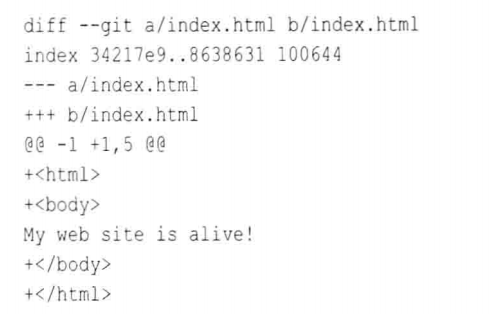 diff --git a/index.html b/index.html
index 34217e9..8638631 100644
--- a/index.html
+++ b/index.html
@@ -1 +1,5 @@
+<html>
+<body>
My web site is alive!
+</body>
+</html>